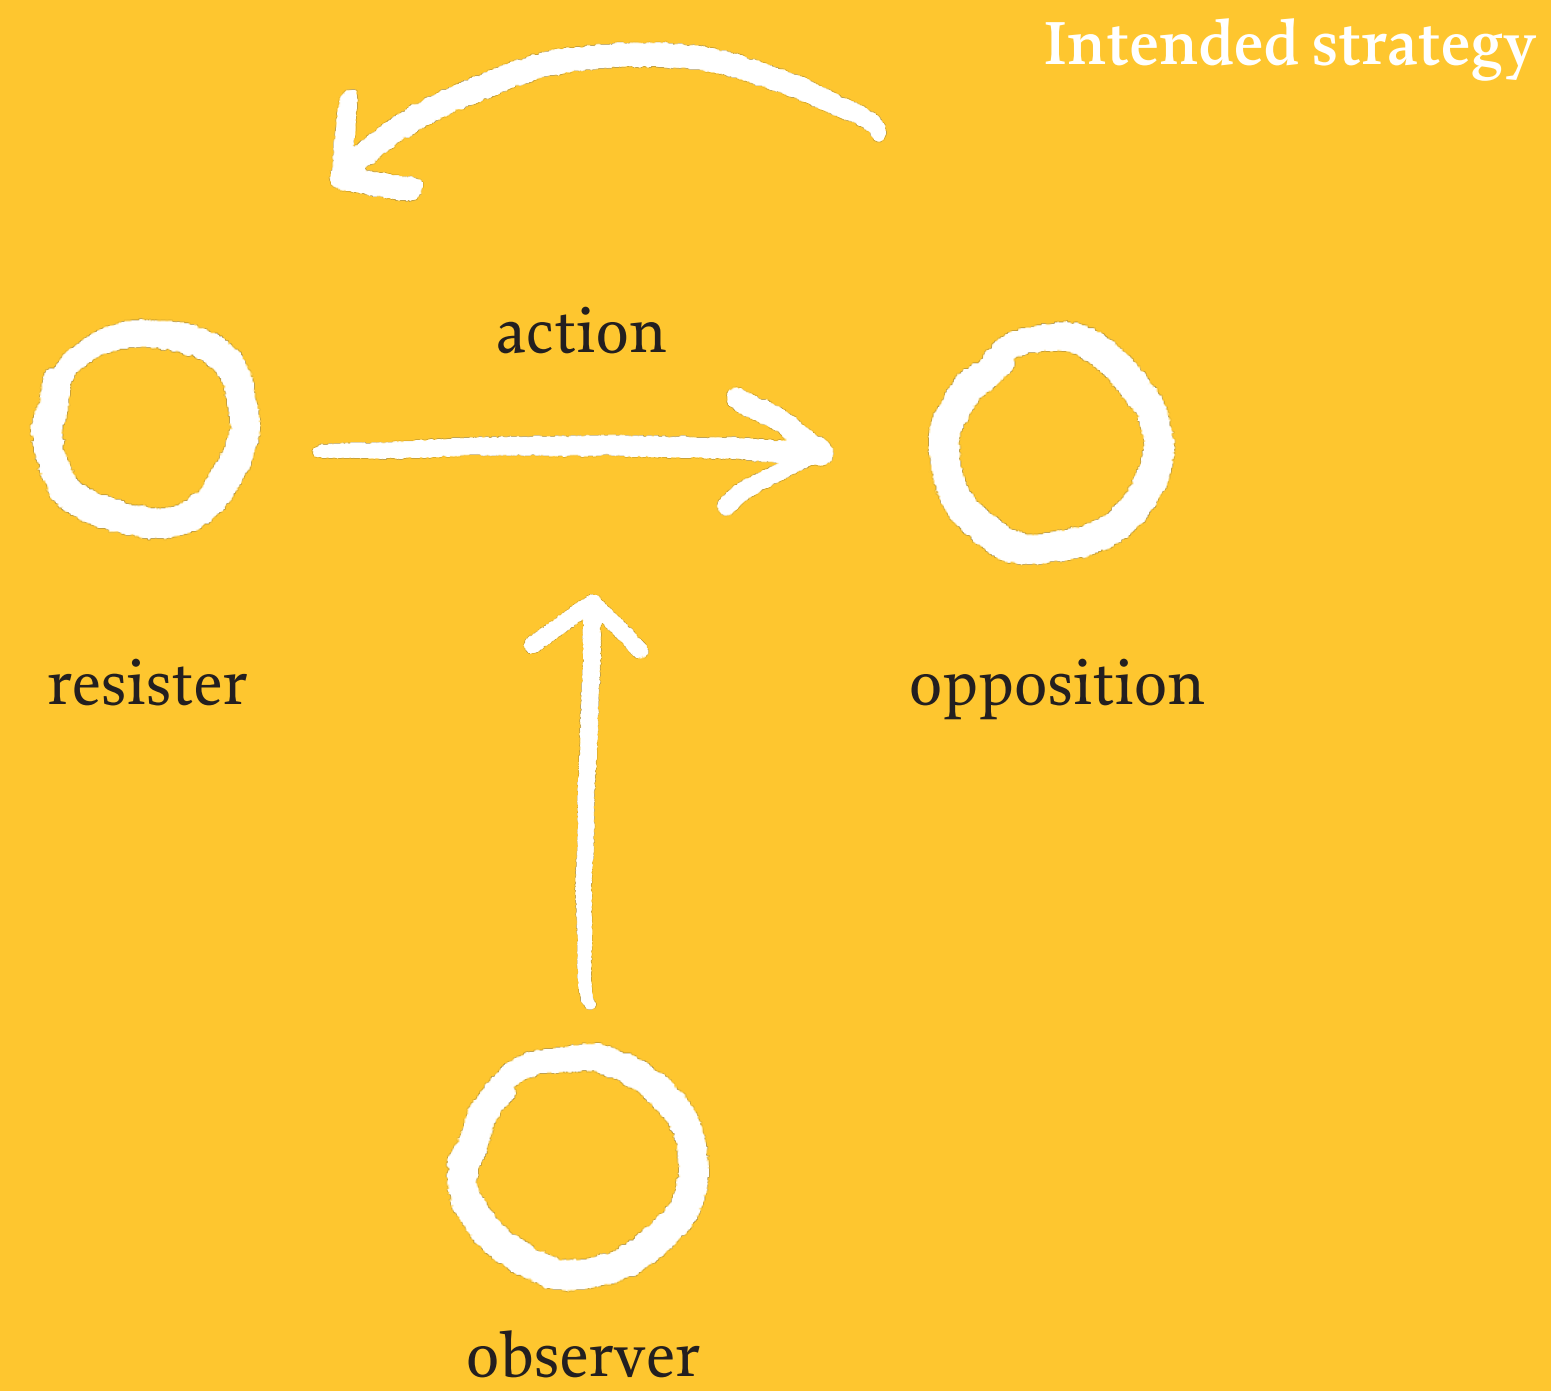 Intended strategy
action
resister
opposition
observer